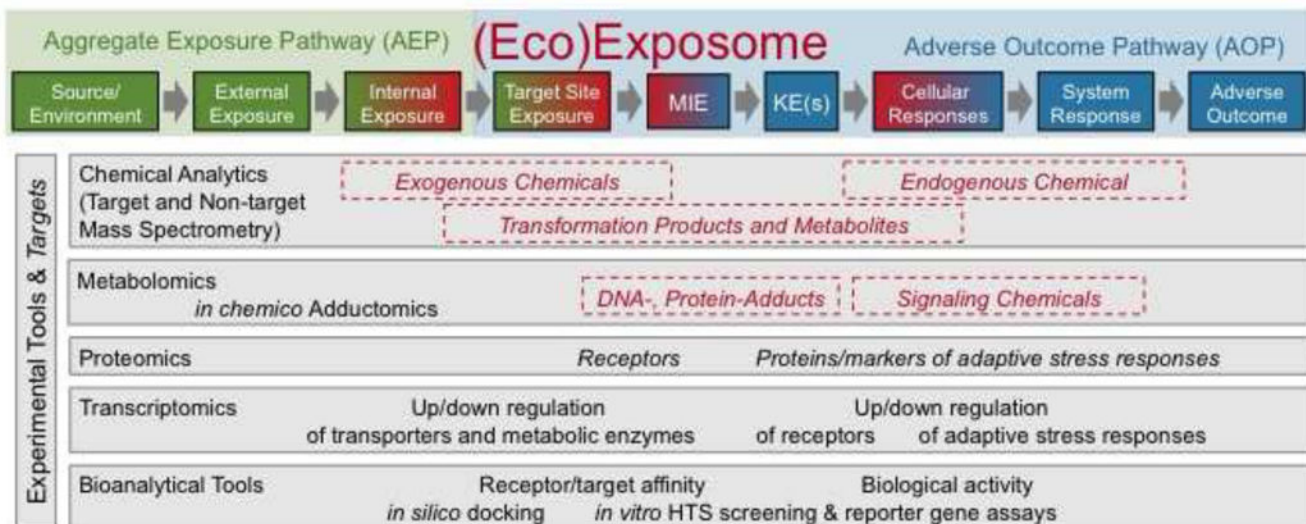 Aggregate Exposure Pathway (AEP) (Eco)Exposome Adverse Outcome Pathway (AOP)
Source/
Environment
External
Exposure
Internal
Exposure
Target Site
Exposure
MIE
KE(s)
Cellular
Responses
System
Response
Adverse
Outcome
Experimental Tools & Targets
Chemical Analytics
(Target and Non-target
Mass Spectrometry)
Exogenous Chemicals
Endogenous Chemical
Transformation Products and Metabolites
Metabolomics
in chemico Adductomics
DNA-, Protein-Adducts
Signaling Chemicals
Proteomics
Receptors
Proteins/markers of adaptive stress responses
Transcriptomics
Up/down regulation
of transporters and metabolic enzymes
Up/down regulation
of receptors of adaptive stress responses
Bioanalytical Tools
Receptor/target affinity
Biological activity
in silico docking
in vitro HTS screening & reporter gene assays